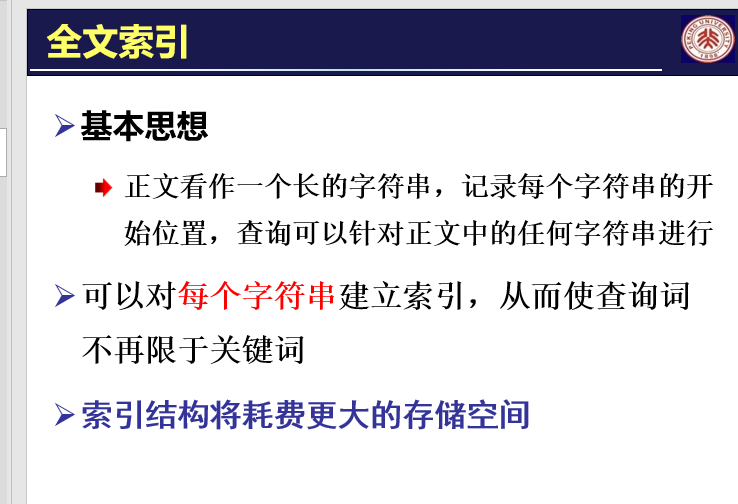 全文索引
PEKING UNIVERSITY
1898
基本思想
正文看作一个长的字符串，记录每个字符串的开
始位置，查询可以针对正文中的任何字符串进行
可以对每个字符串建立索引，从而使查询词
不再限于关键词
索引结构将耗费更大的存储空间